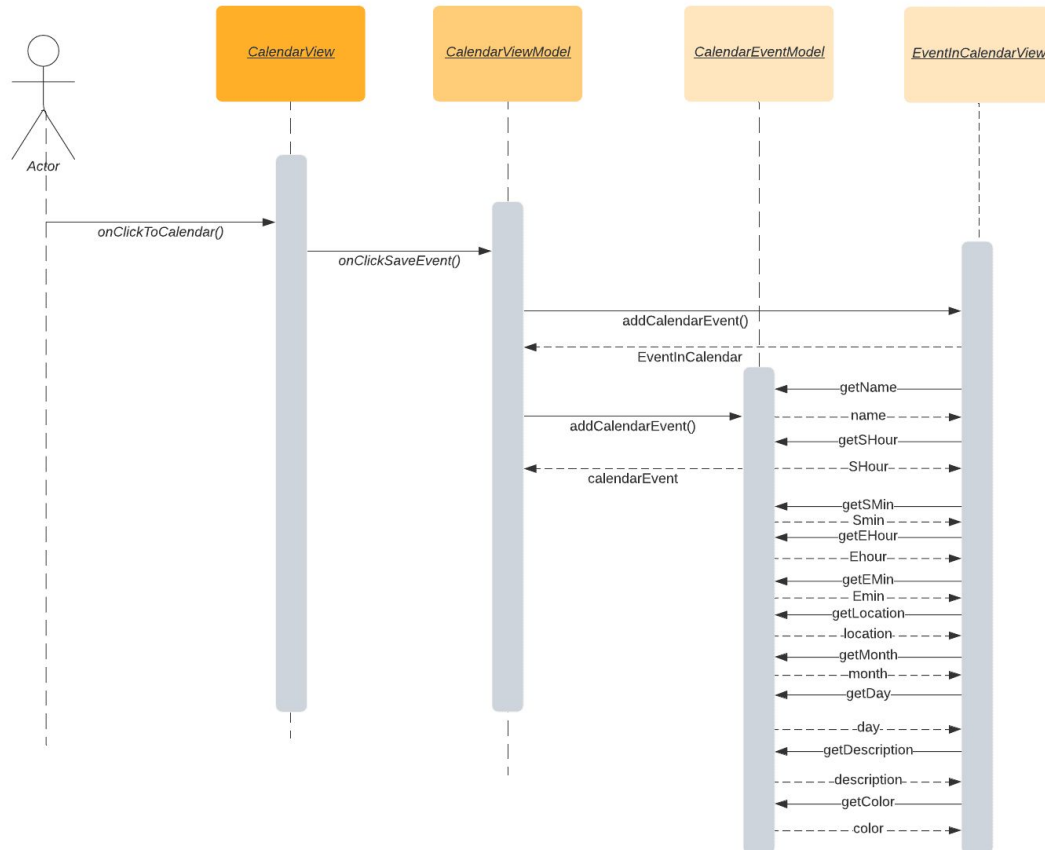 CalendarView
CalendarViewModel
CalendarEventModel
EventInCalendarView
Actor
onClickToCalendar()
onClickSaveEvent()
addCalendarEvent()
EventInCalendar
getName
addCalendarEvent()
name
getSHour
calendarEvent
SHour
getSMin
Smin
getEHour
Ehour
getEMin
Emin
getLocation
location
getMonth
month
getDay
day
getDescription
description
getColor
color